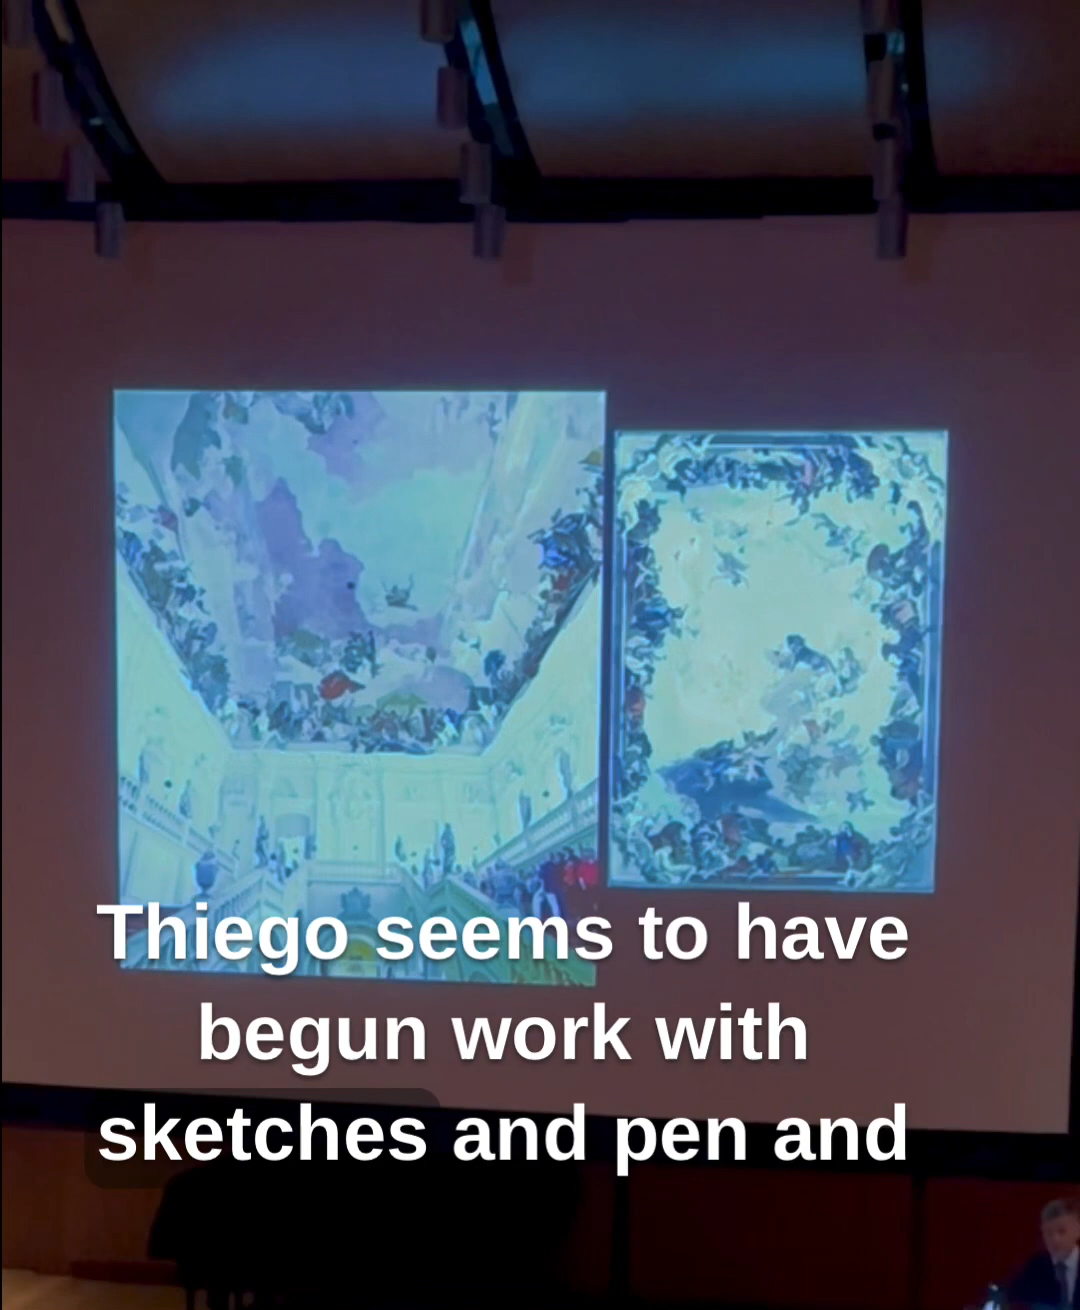 Thiego seems to have
begun work with
sketches and pen and